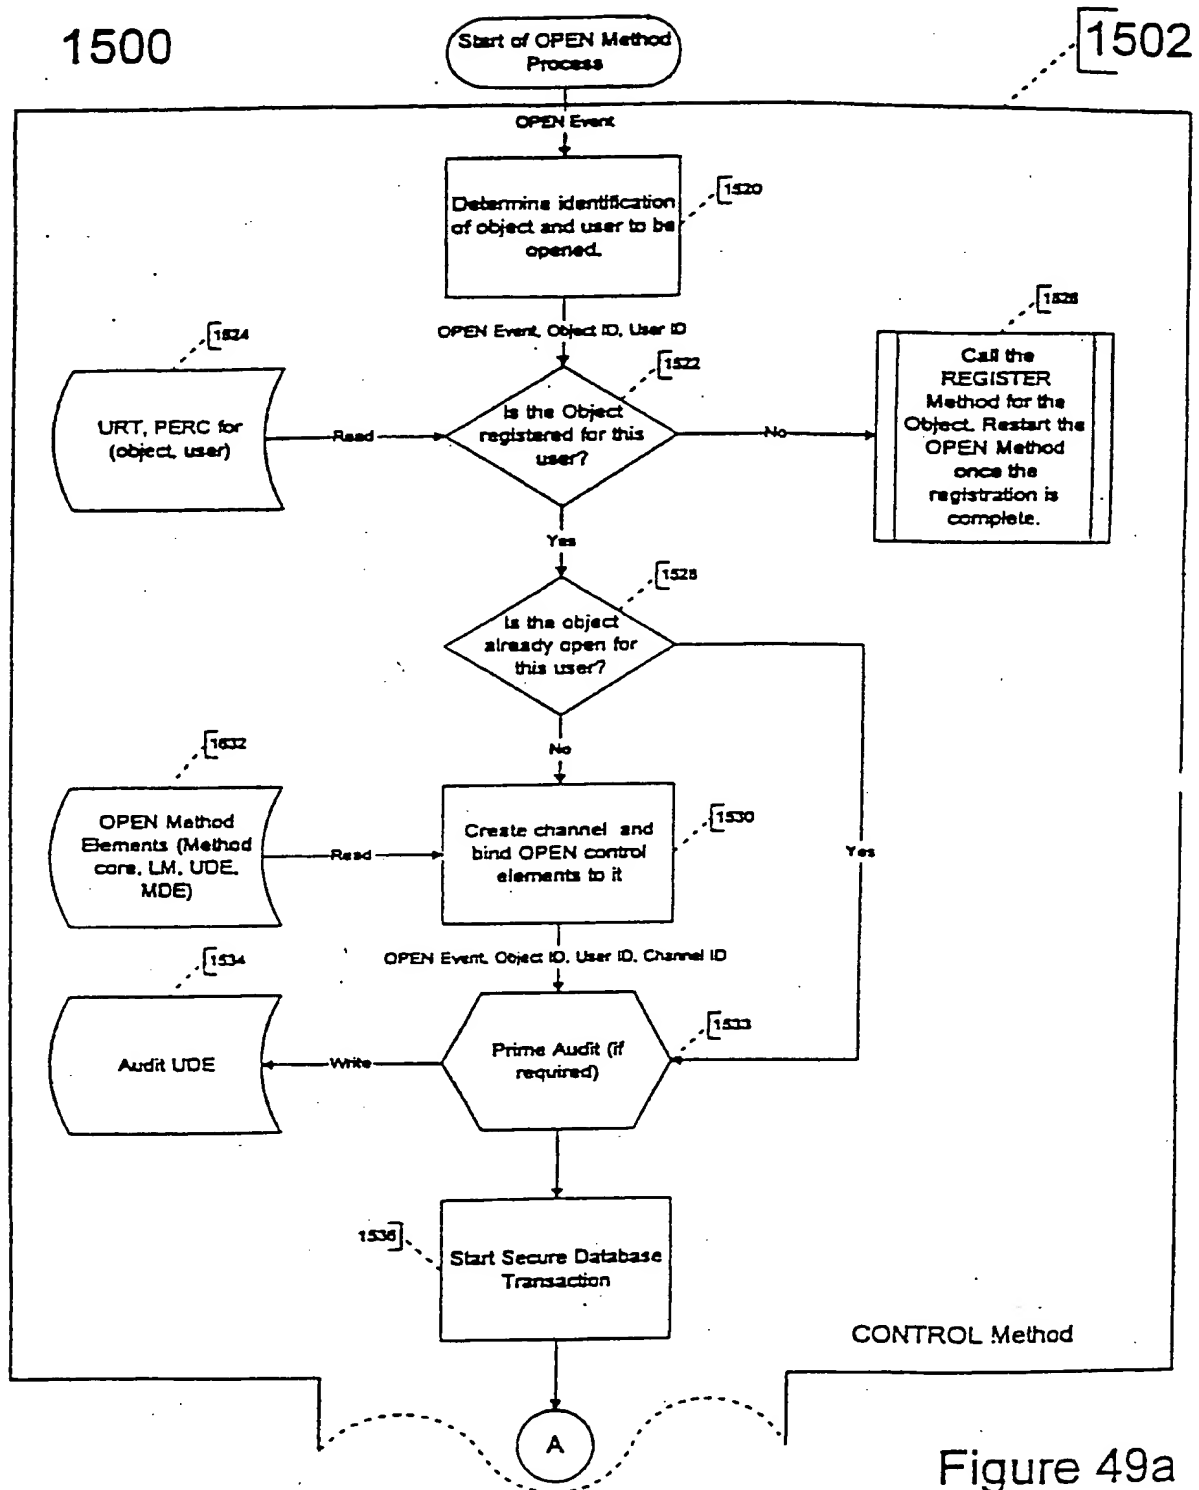 1500
Start of OPEN Method
Process
1502
OPEN Event
Determine identification
of object and user to be
opened.
1520
OPEN Event, Object ID, User ID
1524
URT, PERC for
(object, user)
Read
1522
Is the Object
registered for this
user?
No
1526
Call the
REGISTER
Method for the
Object. Restart the
OPEN Method
once the
registration is
complete.
Yes
1528
Is the object
already open for
this user?
No
Yes
1532
OPEN Method
Elements (Method
core, LM, UDE,
MDE)
Read
1530
Create channel and
bind OPEN control
elements to it
OPEN Event, Object ID, User ID, Channel ID
1534
Audit UDE
Write
1533
Prime Audit (if
required)
1536
Start Secure Database
Transaction
CONTROL Method
A
Figure 49a